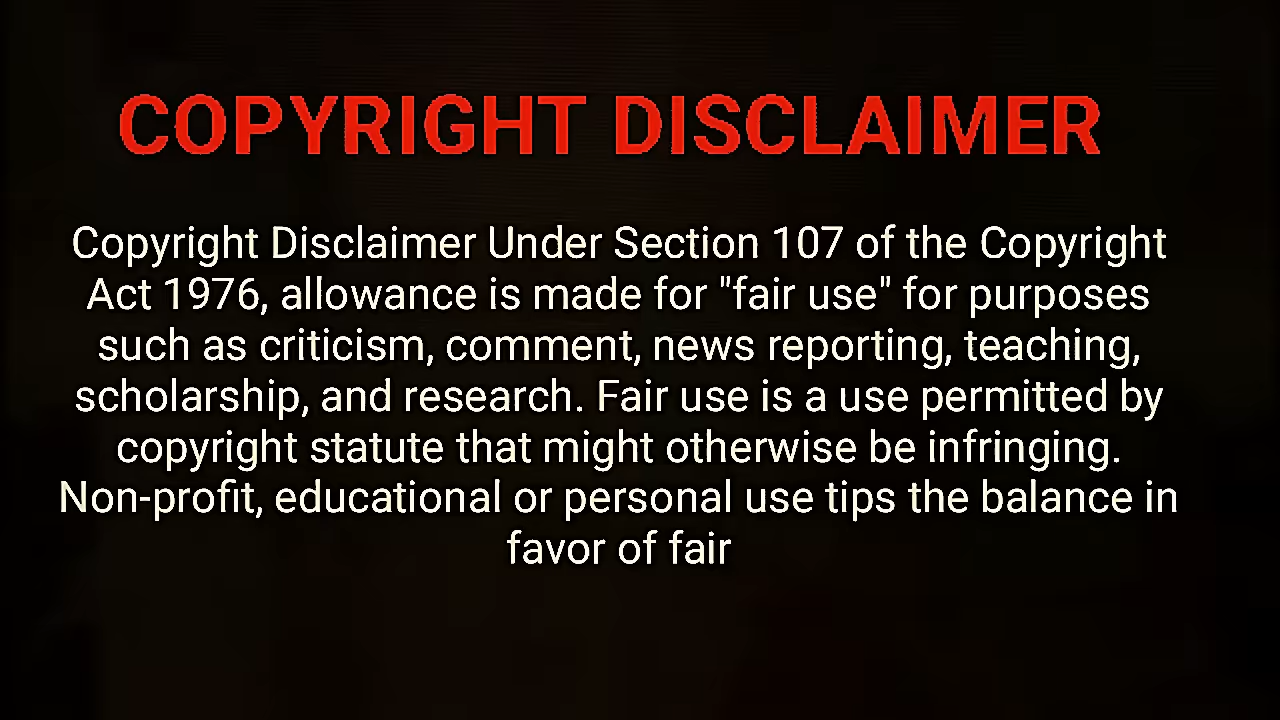 COPYRIGHT DISCLAIMER
Copyright Disclaimer Under Section 107 of the Copyright
Act 1976, allowance is made for "fair use" for purposes
such as criticism, comment, news reporting, teaching,
scholarship, and research. Fair use is a use permitted by
copyright statute that might otherwise be infringing.
Non-profit, educational or personal use tips the balance in
favor of fair